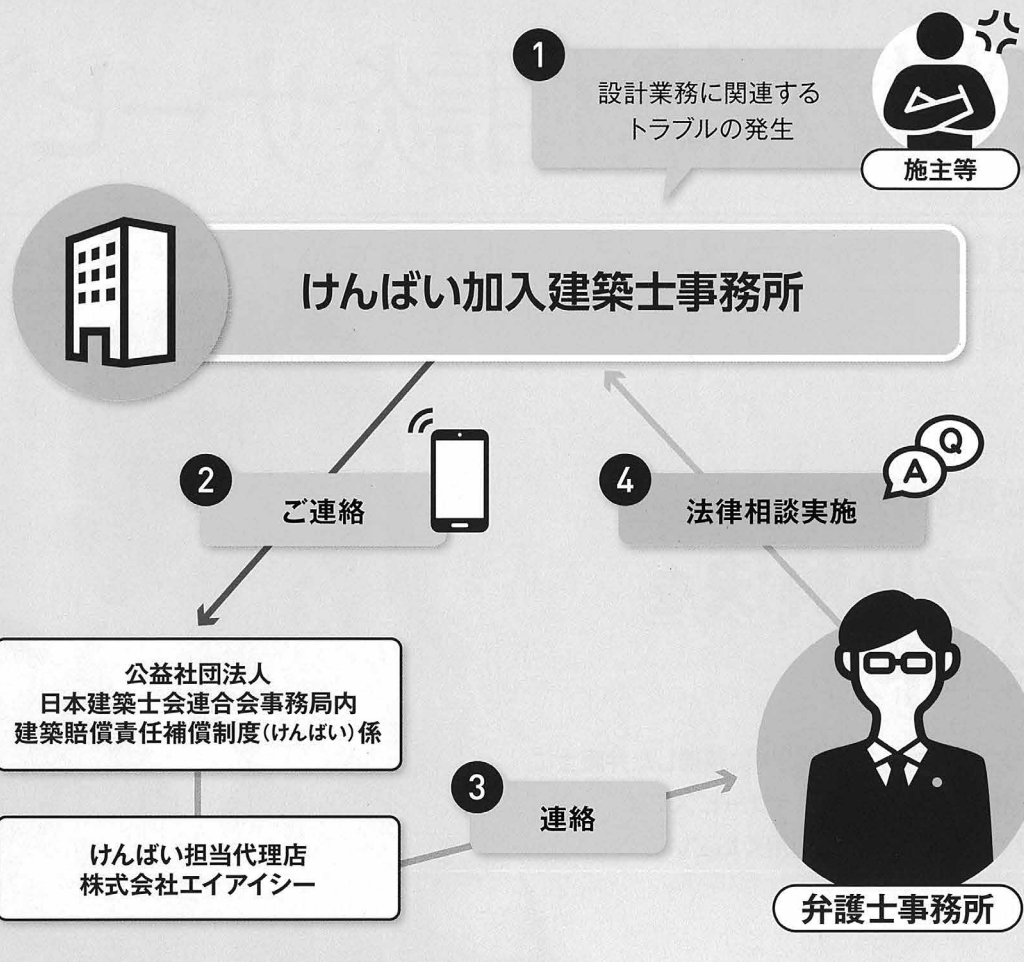 1
設計業務に関連する
トラブルの発生
施主等
けんばい加入建築士事務所
2
ご連絡
4
法律相談実施
Q
A
公益社団法人
日本建築士会連合会事務局内
建築賠償責任補償制度(けんばい)係
3
連絡
けんばい担当代理店
株式会社エイアイシー
弁護士事務所